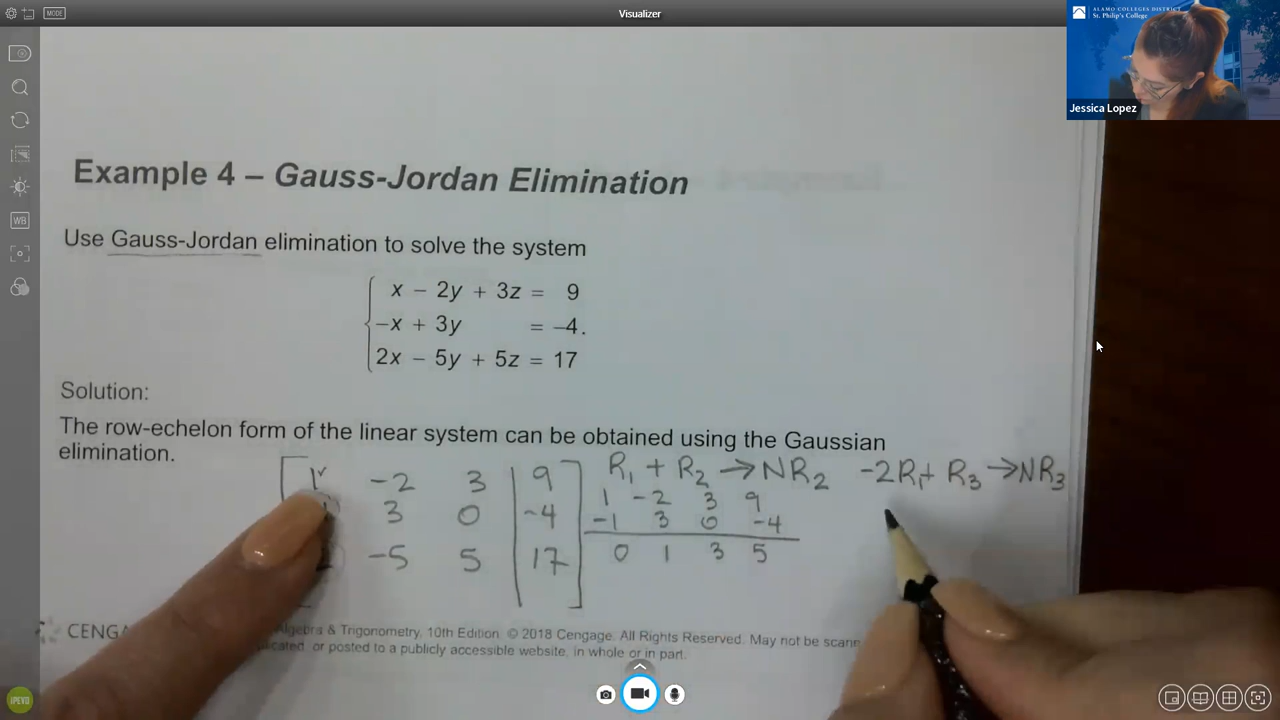 MODE
Visualizer
ALAMO COLLEGES DISTRICT
St. Philip's College
Jessica Lopez
WB
Example 4 – Gauss-Jordan Elimination
Use Gauss-Jordan elimination to solve the system
x – 2y + 3z = 9
–x + 3y = –4.
2x – 5y + 5z = 17
Solution:
The row-echelon form of the linear system can be obtained using the Gaussian
elimination.
1 -2 3 9
3 0 -4
-5 5 17
R1 + R2 → NR2
1 -2 3 9
-1 3 0 -4
0 1 3 5
-2R1 + R3 → NR3
CENG
Algebra & Trigonometry, 10th Edition. © 2018 Cengage. All Rights Reserved. May not be scann
or posted to a publicly accessible website, in whole or in part.
iPEVO